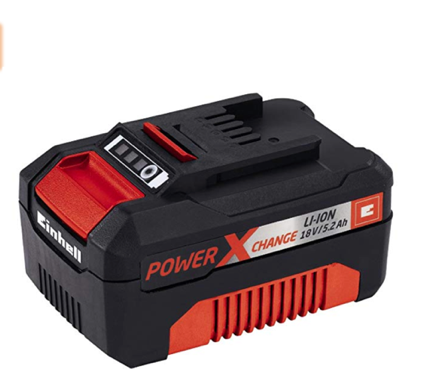 Einhell
POWER X CHANGE
LI-ION
18V/5.2Ah
E